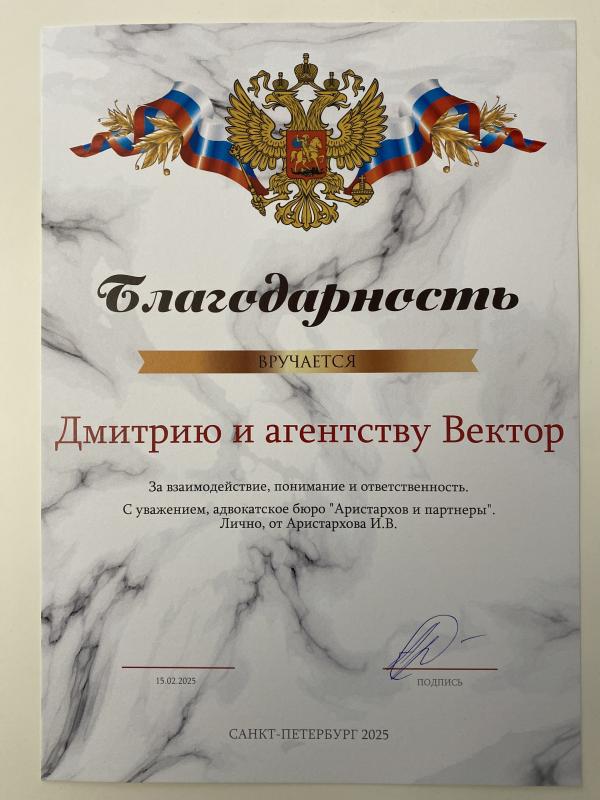 Благодарность
ВРУЧАЕТСЯ
Дмитрию и агентству Вектор
За взаимодействие, понимание и ответственность.
С уважением, адвокатское бюро "Аристархов и партнеры".
Лично, от Аристархова И.В.
15.02.2025
ПОДПИСЬ
САНКТ-ПЕТЕРБУРГ 2025